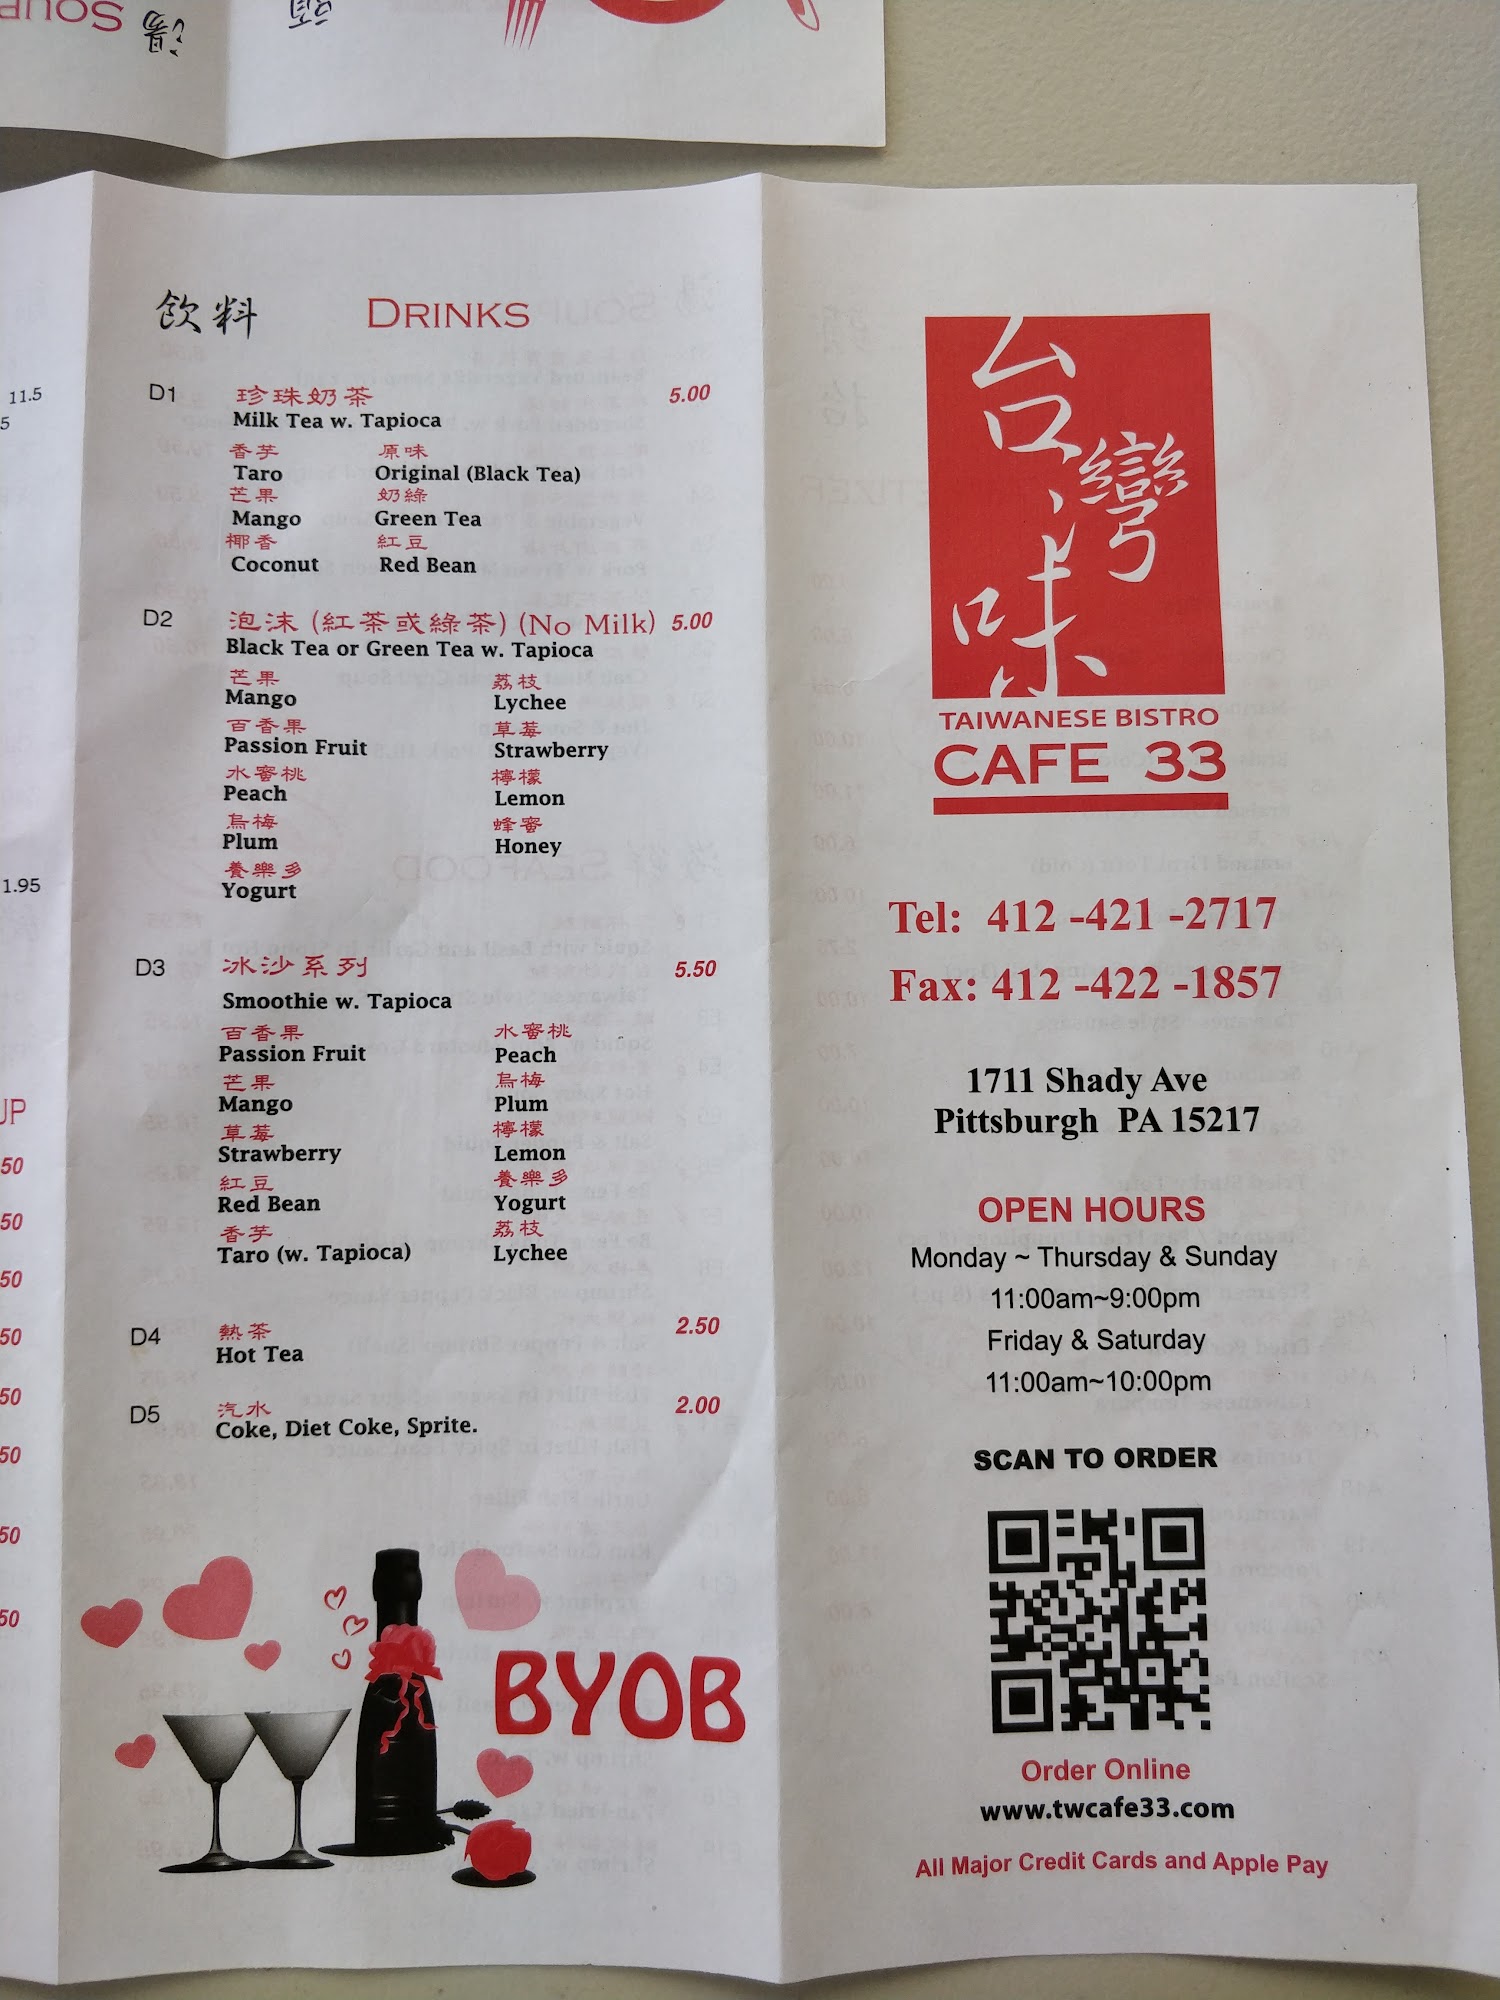 SOUP 湯
飲料 DRINKS
D1 珍珠奶茶 5.00
Milk Tea w. Tapioca
香芋 原味
Taro Original (Black Tea)
芒果 奶綠
Mango Green Tea
椰香 紅豆
Coconut Red Bean
D2 泡沫 (紅茶或綠茶) (No Milk) 5.00
Black Tea or Green Tea w. Tapioca
芒果 荔枝
Mango Lychee
百香果 草莓
Passion Fruit Strawberry
水蜜桃 檸檬
Peach Lemon
烏梅 蜂蜜
Plum Honey
養樂多
Yogurt
D3 冰沙系列 5.50
Smoothie w. Tapioca
百香果 水蜜桃
Passion Fruit Peach
芒果 烏梅
Mango Plum
草莓 檸檬
Strawberry Lemon
紅豆 養樂多
Red Bean Yogurt
香芋 荔枝
Taro (w. Tapioca) Lychee
D4 熱茶 2.50
Hot Tea
D5 汽水 2.00
Coke, Diet Coke, Sprite.
BYOB
台灣味
TAIWANESE BISTRO
CAFE 33
Tel: 412 -421 -2717
Fax: 412 -422 -1857
1711 Shady Ave
Pittsburgh PA 15217
OPEN HOURS
Monday ~ Thursday & Sunday
11:00am~9:00pm
Friday & Saturday
11:00am~10:00pm
SCAN TO ORDER
Order Online
www.twcafe33.com
All Major Credit Cards and Apple Pay
11.5